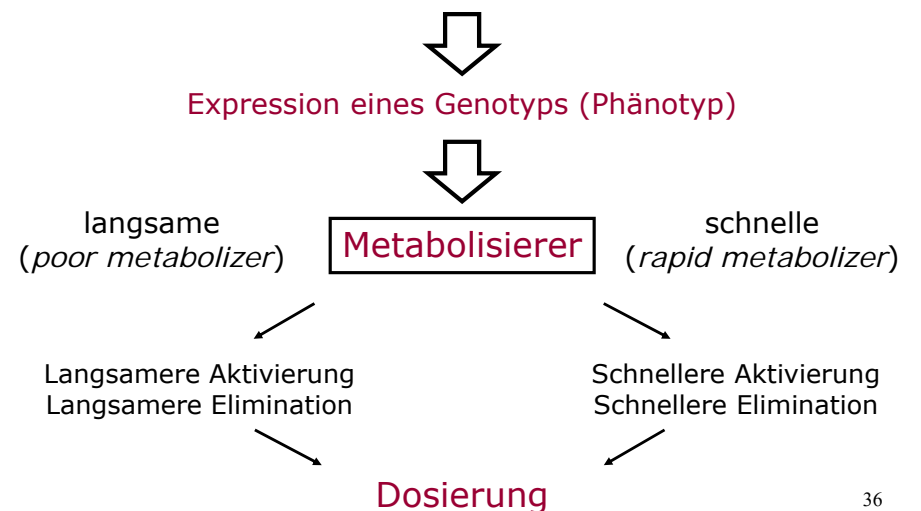 Expression eines Genotyps (Phänotyp)
langsame
(poor metabolizer)
Metabolisierer
schnelle
(rapid metabolizer)
Langsamere Aktivierung
Langsamere Elimination
Schnellere Aktivierung
Schnellere Elimination
Dosierung
36